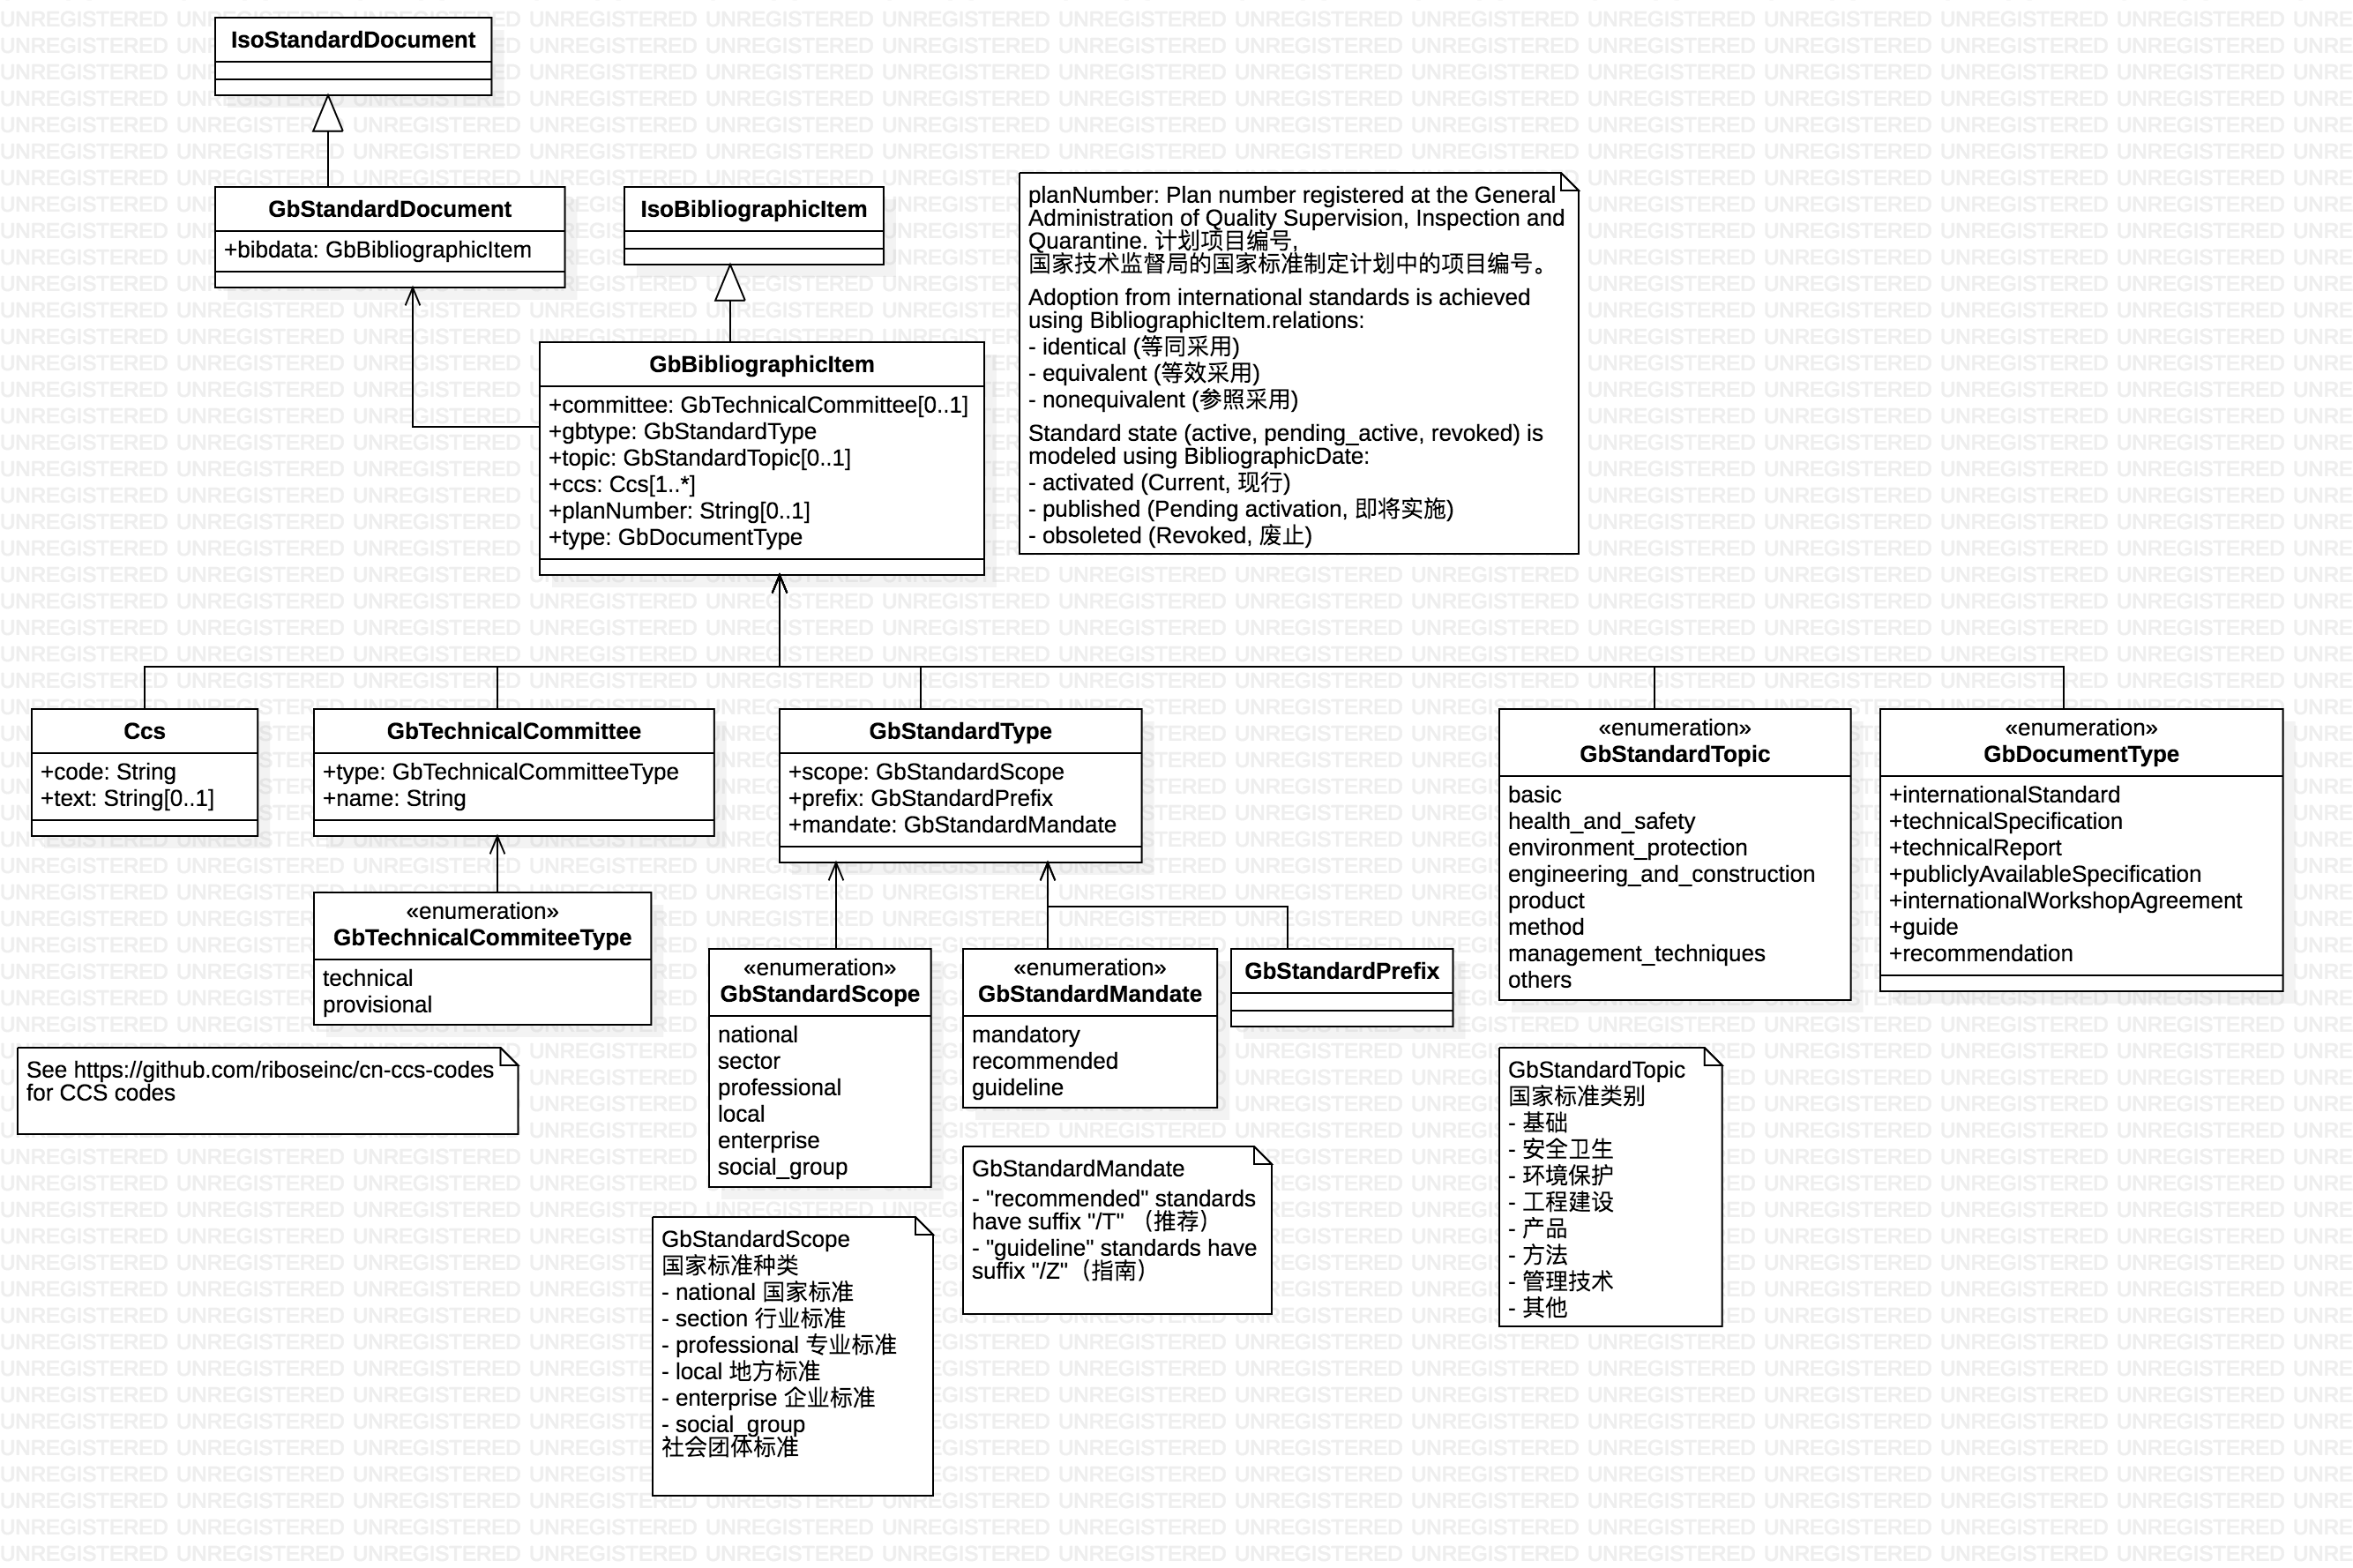 IsoStandardDocument
GbStandardDocument
+bibdata: GbBibliographicItem
IsoBibliographicItem
planNumber: Plan number registered at the General
Administration of Quality Supervision, Inspection and
Quarantine. 计划项目编号,
国家技术监督局的国家标准制定计划中的项目编号。
Adoption from international standards is achieved
using BibliographicItem.relations:
- identical (等同采用)
- equivalent (等效采用)
- nonequivalent (参照采用)
Standard state (active, pending_active, revoked) is
modeled using BibliographicDate:
- activated (Current, 现行)
- published (Pending activation, 即将实施)
- obsoleted (Revoked, 废止)
GbBibliographicItem
+committee: GbTechnicalCommittee[0..1]
+gbtype: GbStandardType
+topic: GbStandardTopic[0..1]
+ccs: Ccs[1..*]
+planNumber: String[0..1]
+type: GbDocumentType
Ccs
+code: String
+text: String[0..1]
GbTechnicalCommittee
+type: GbTechnicalCommitteeType
+name: String
GbStandardType
+scope: GbStandardScope
+prefix: GbStandardPrefix
+mandate: GbStandardMandate
«enumeration»
GbStandardTopic
basic
health_and_safety
environment_protection
engineering_and_construction
product
method
management_techniques
others
«enumeration»
GbDocumentType
+internationalStandard
+technicalSpecification
+technicalReport
+publiclyAvailableSpecification
+internationalWorkshopAgreement
+guide
+recommendation
«enumeration»
GbTechnicalCommiteeType
technical
provisional
«enumeration»
GbStandardScope
national
sector
professional
local
enterprise
social_group
«enumeration»
GbStandardMandate
mandatory
recommended
guideline
GbStandardPrefix
See https://github.com/riboseinc/cn-ccs-codes
for CCS codes
GbStandardScope
国家标准种类
- national 国家标准
- section 行业标准
- professional 专业标准
- local 地方标准
- enterprise 企业标准
- social_group
社会团体标准
GbStandardMandate
- "recommended" standards
have suffix "/T" （推荐）
- "guideline" standards have
suffix "/Z"（指南）
GbStandardTopic
国家标准类别
- 基础
- 安全卫生
- 环境保护
- 工程建设
- 产品
- 方法
- 管理技术
- 其他